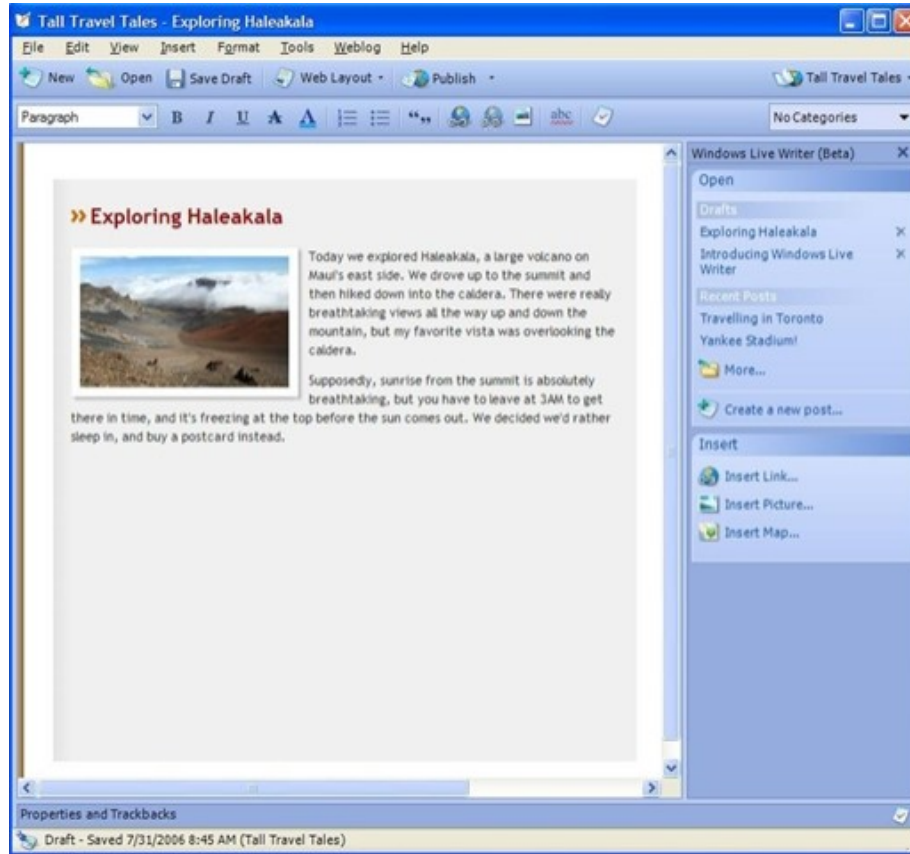 Tall Travel Tales - Exploring Haleakala
File Edit View Insert Format Tools Weblog Help
New Open Save Draft Web Layout Publish Tall Travel Tales
Paragraph B I U A A abc No Categories
Exploring Haleakala
Today we explored Haleakala, a large volcano on
Maui's east side. We drove up to the summit and
then hiked down into the caldera. There were really
breathtaking views all the way up and down the
mountain, but my favorite vista was overlooking the
caldera.
Supposedly, sunrise from the summit is absolutely
breathtaking, but you have to leave at 3AM to get
there in time, and it's freezing at the top before the sun comes out. We decided we'd rather
sleep in, and buy a postcard instead.
Windows Live Writer (Beta)
Open
Drafts
Exploring Haleakala
Introducing Windows Live
Writer
Recent Posts
Travelling in Toronto
Yankee Stadium!
More...
Create a new post...
Insert
Insert Link...
Insert Picture...
Insert Map...
Properties and Trackbacks
Draft - Saved 7/31/2006 8:45 AM (Tall Travel Tales)